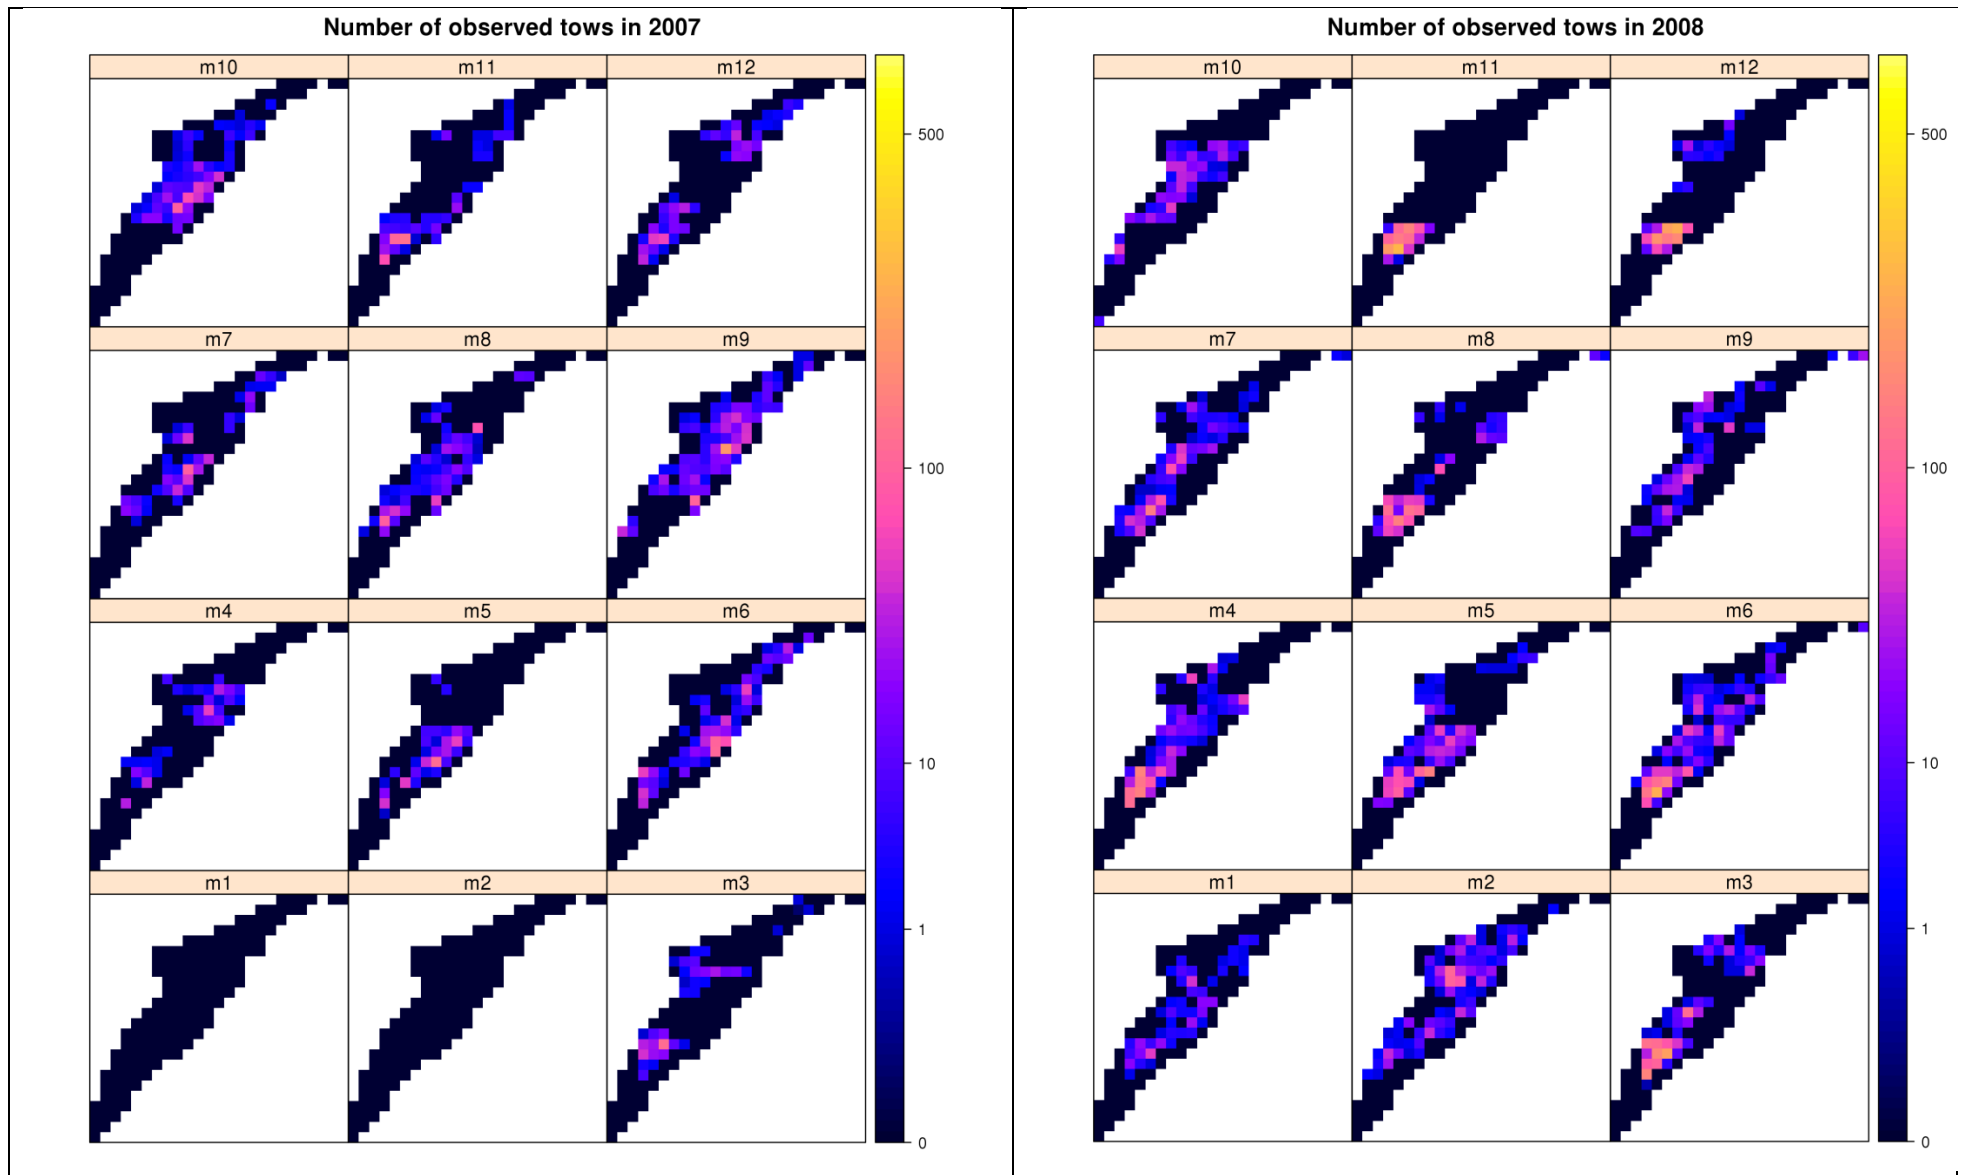 Number of observed tows in 2007
m10 m11 m12
m7 m8 m9
m4 m5 m6
m1 m2 m3
500
100
10
1
0
Number of observed tows in 2008
m10 m11 m12
m7 m8 m9
m4 m5 m6
m1 m2 m3
500
100
10
1
0